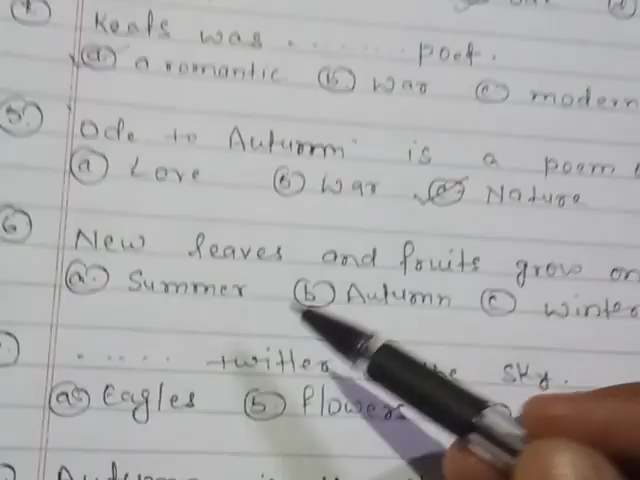 Keats was ...... poet.
(a) a romantic (b) war (c) modern
5. Ode to Autumn is a poem
(a) Love (b) war (c) Nature
6. New leaves and fruits grow on
(a) Summer (b) Autumn (c) winter
..... twitter the sky.
(a) Eagles (b) flowers